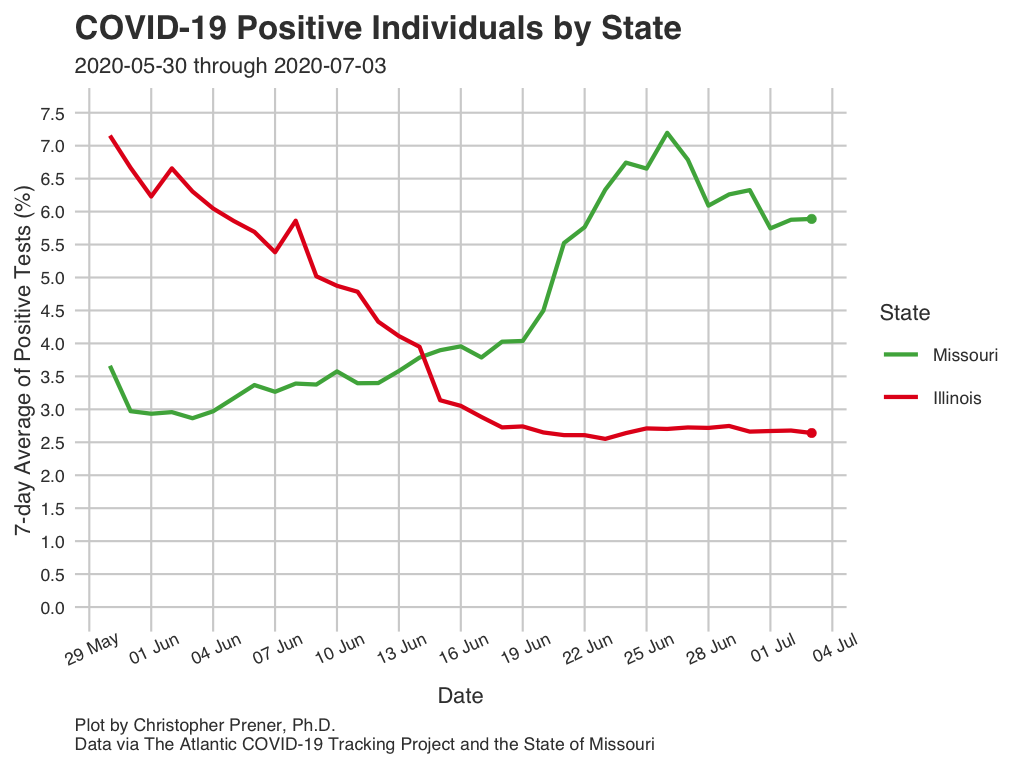 COVID-19 Positive Individuals by State
2020-05-30 through 2020-07-03
7-day Average of Positive Tests (%)
7.5
7.0
6.5
6.0
5.5
5.0
4.5
4.0
3.5
3.0
2.5
2.0
1.5
1.0
0.5
0.0
29 May
01 Jun
04 Jun
07 Jun
10 Jun
13 Jun
16 Jun
19 Jun
22 Jun
25 Jun
28 Jun
01 Jul
04 Jul
Date
State
Missouri
Illinois
Plot by Christopher Prener, Ph.D.
Data via The Atlantic COVID-19 Tracking Project and the State of Missouri